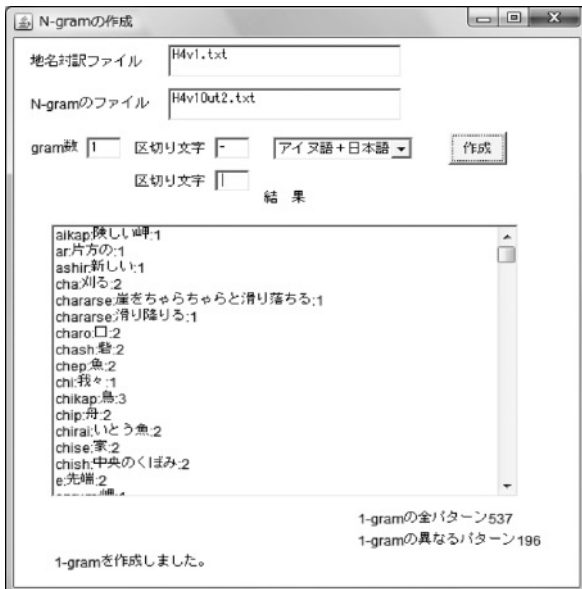 N-gramの作成
地名対訳ファイル H4v1.txt
N-gramのファイル H4v1Out2.txt
gram数 1 区切り文字 - アイヌ語+日本語 作成
区切り文字 |
結 果
aikap:険しい岬:1
ar:片方の:1
ashir:新しい:1
cha:刈る:2
chararse:崖をちゃらちゃらと滑り落ちる:1
chararse:滑り降りる:1
charo:口:2
chash:砦:2
chep:魚:2
chi:我々:1
chikap:鳥:3
chip:舟:2
chirai:いとう魚:2
chise:家:2
chish:中央のくぼみ:2
e:先端:2
1-gramの全パターン537
1-gramの異なるパターン196
1-gramを作成しました。